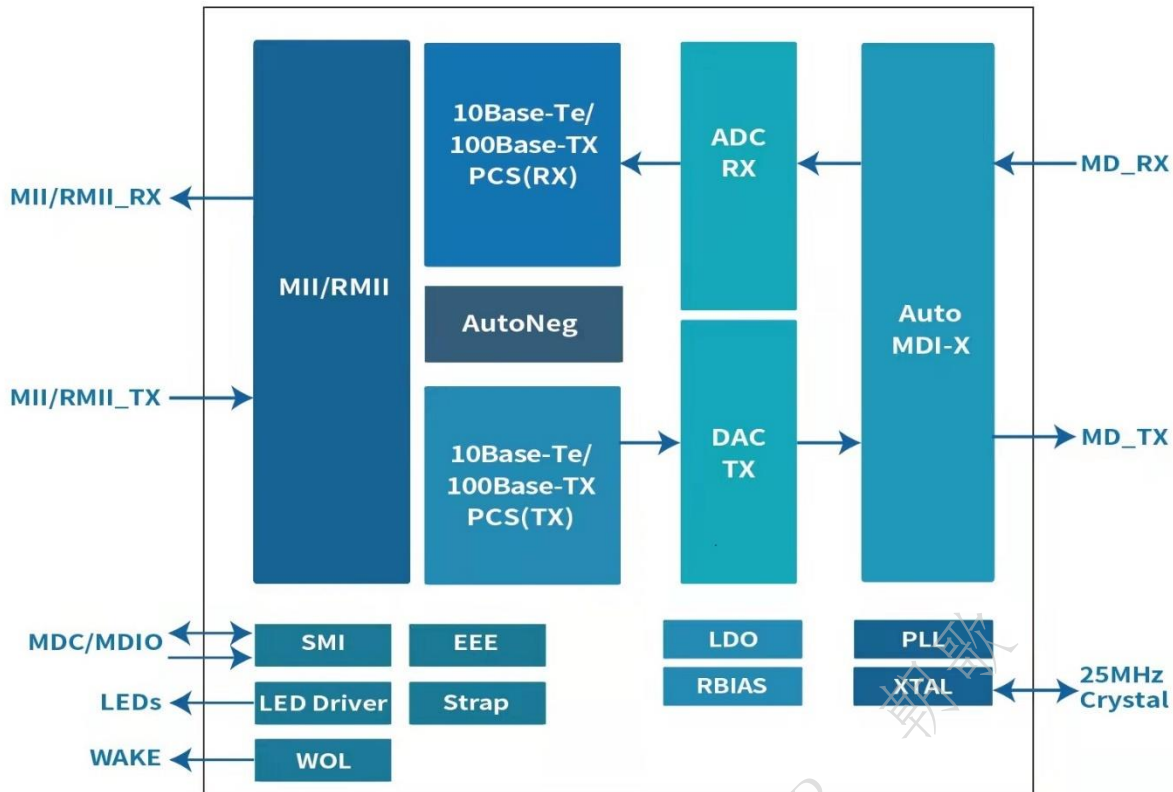 10Base-Te/
100Base-TX
PCS(RX)
ADC
RX
MD_RX
MII/RMII_RX
MII/RMII
AutoNeg
Auto
MDI-X
MII/RMII_TX
10Base-Te/
100Base-TX
PCS(TX)
DAC
TX
MD_TX
MDC/MDIO
SMI
EEE
LDO
PLL
LEDs
LED Driver
Strap
RBIAS
XTAL
25MHz
Crystal
WAKE
WOL
朝歌